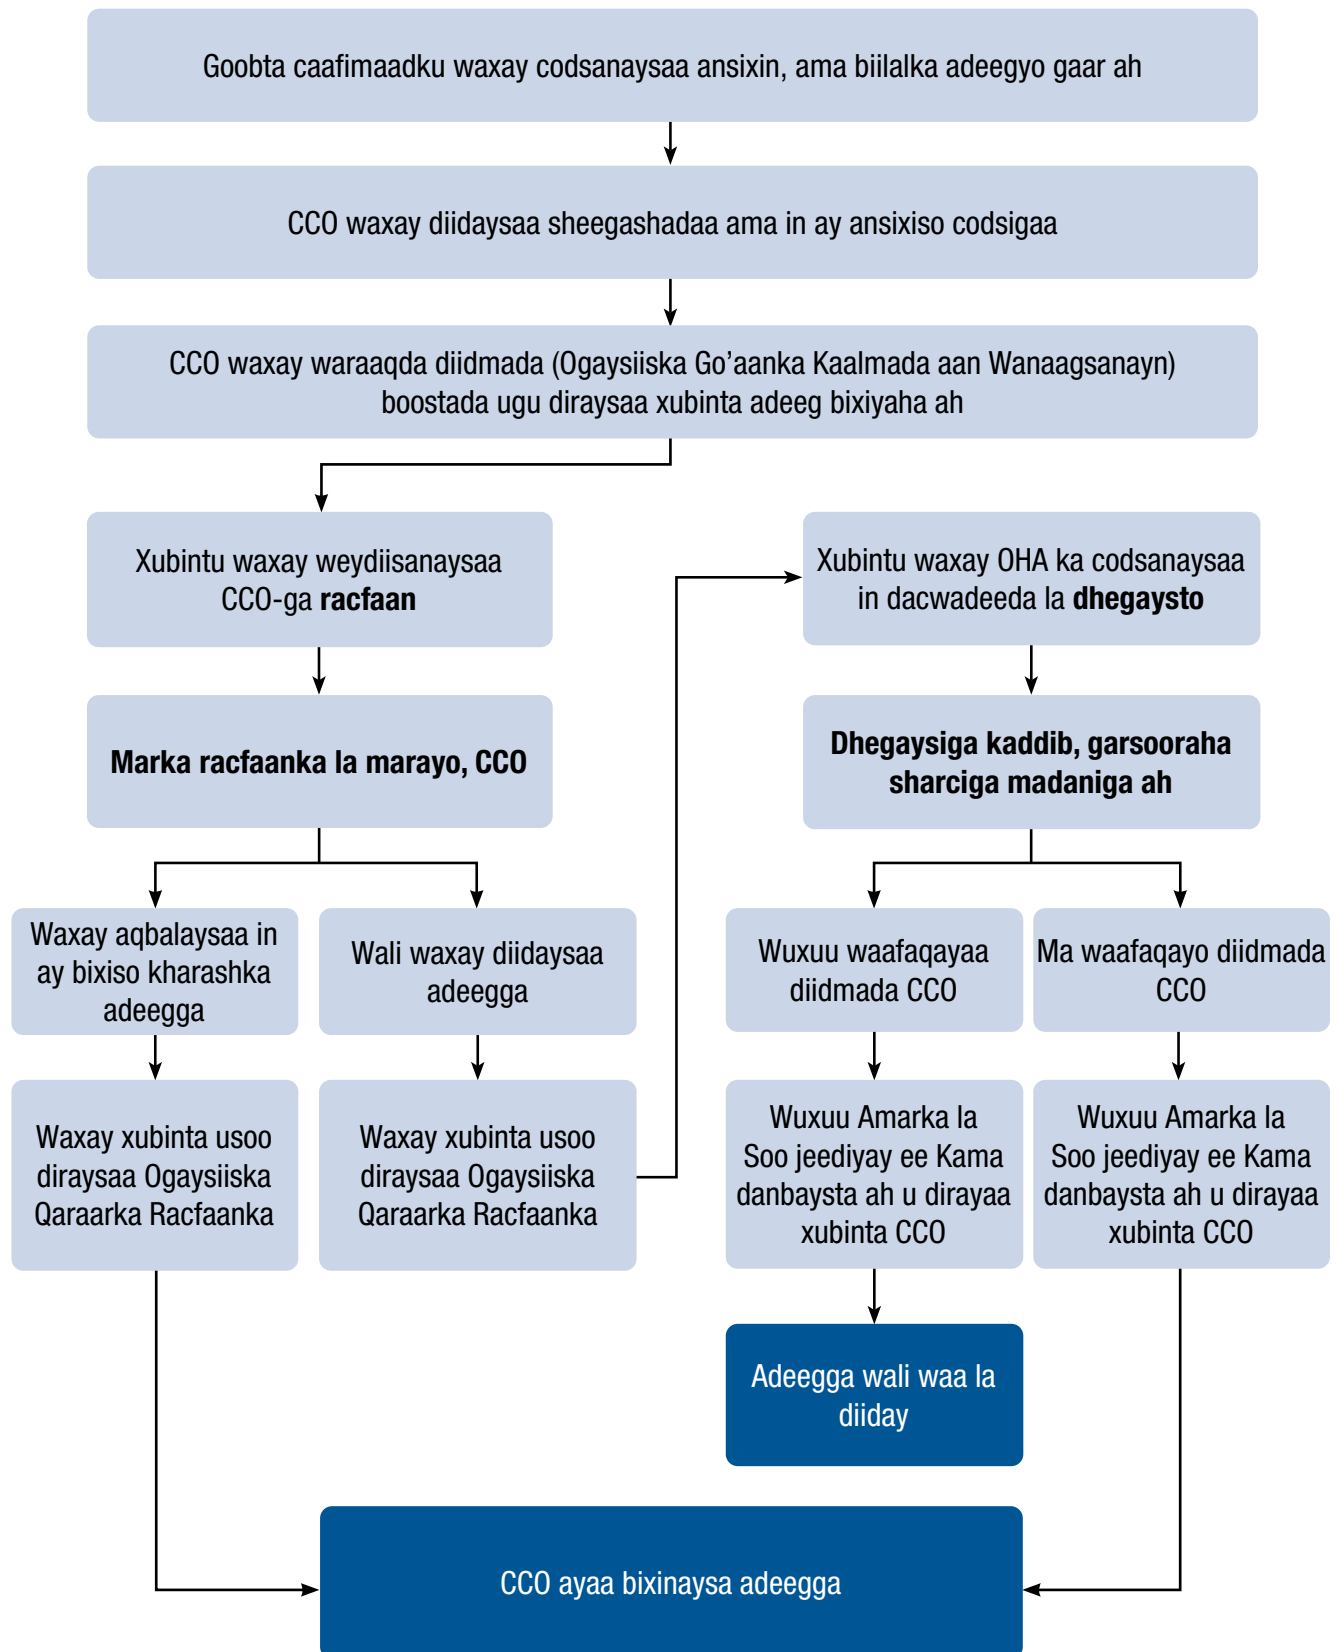 Goobta caafimaadku waxay codsanaysaa ansixin, ama biilalka adeegyo gaar ah
CCO waxay diidaysaa sheegashadaa ama in ay ansixiso codsigaa
CCO waxay waraaqda diidmada (Ogaysiiska Go’aanka Kaalmada aan Wanaagsanayn)
boostada ugu diraysaa xubinta adeeg bixiyaha ah
Xubintu waxay weydiisanaysaa
CCO-ga racfaan
Marka racfaanka la marayo, CCO
Waxay aqbalaysaa in
ay bixiso kharashka
adeegga
Wali waxay diidaysaa
adeegga
Waxay xubinta usoo
diraysaa Ogaysiiska
Qaraarka Racfaanka
Waxay xubinta usoo
diraysaa Ogaysiiska
Qaraarka Racfaanka
Xubintu waxay OHA ka codsanaysaa
in dacwadeeda la dhegaysto
Dhegaysiga kaddib, garsooraha
sharciga madaniga ah
Wuxuu waafaqayaa
diidmada CCO
Ma waafaqayo diidmada
CCO
Wuxuu Amarka la
Soo jeediyay ee Kama
danbaysta ah u dirayaa
xubinta CCO
Wuxuu Amarka la
Soo jeediyay ee Kama
danbaysta ah u dirayaa
xubinta CCO
Adeegga wali waa la
diiday
CCO ayaa bixinaysa adeegga